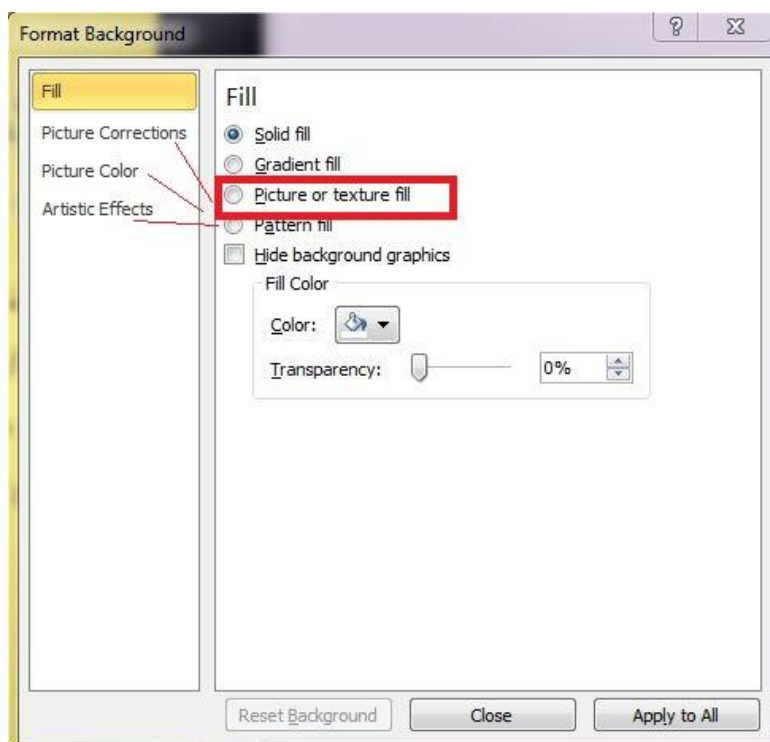 Format Background
Fill
Picture Corrections
Picture Color
Artistic Effects
Fill
Solid fill
Gradient fill
Picture or texture fill
Pattern fill
Hide background graphics
Fill Color
Color:
Transparency: 0%
Reset Background Close Apply to All